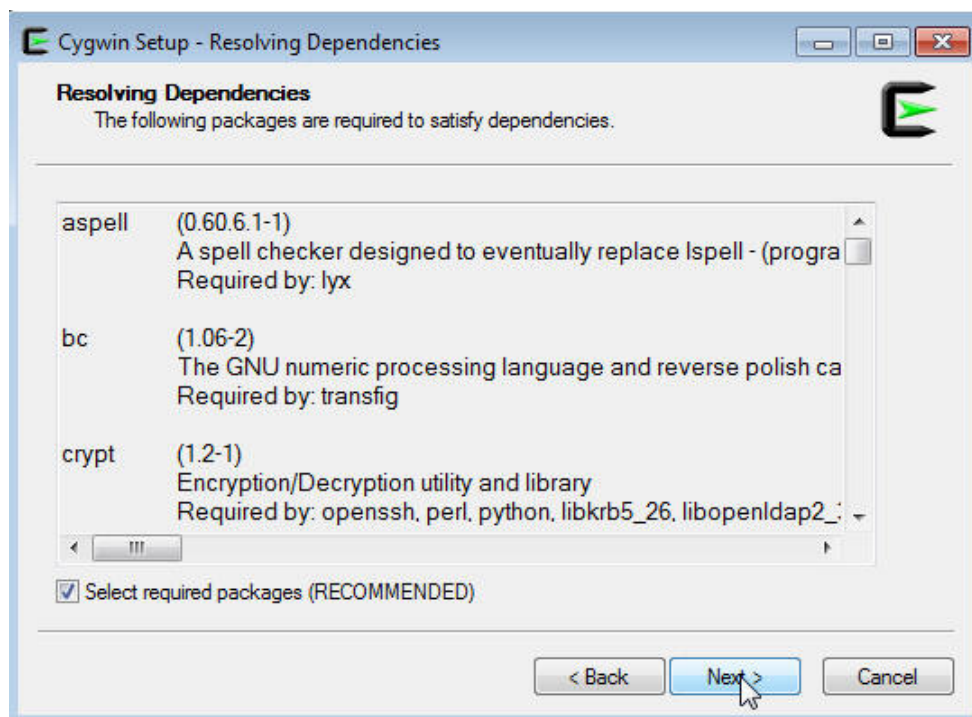 Cygwin Setup - Resolving Dependencies
Resolving Dependencies
The following packages are required to satisfy dependencies.
aspell (0.60.6.1-1)
A spell checker designed to eventually replace Ispell - (progra
Required by: lyx
bc (1.06-2)
The GNU numeric processing language and reverse polish ca
Required by: transfig
crypt (1.2-1)
Encryption/Decryption utility and library
Required by: openssh, perl, python, libkrb5_26, libopenldap2_
Select required packages (RECOMMENDED)
< Back Next > Cancel